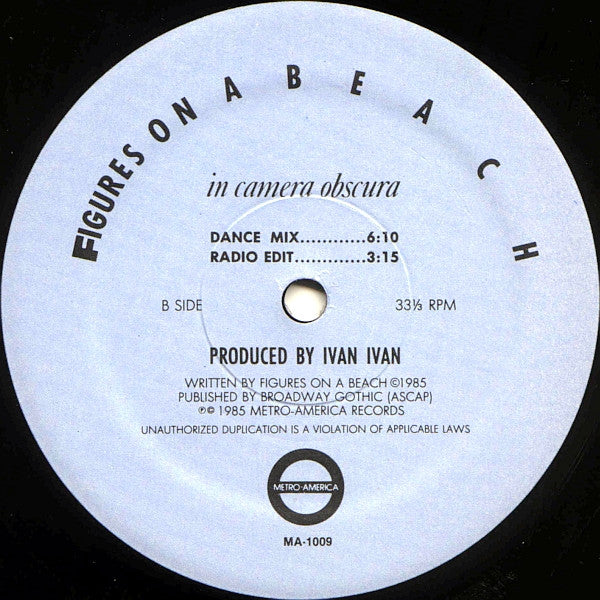 FIGURES ON A BEACH
in camera obscura
DANCE MIX............6:10
RADIO EDIT.............3:15
B SIDE 33⅓ RPM
PRODUCED BY IVAN IVAN
WRITTEN BY FIGURES ON A BEACH ©1985
PUBLISHED BY BROADWAY GOTHIC (ASCAP)
℗© 1985 METRO-AMERICA RECORDS
UNAUTHORIZED DUPLICATION IS A VIOLATION OF APPLICABLE LAWS
METRO-AMERICA
MA-1009